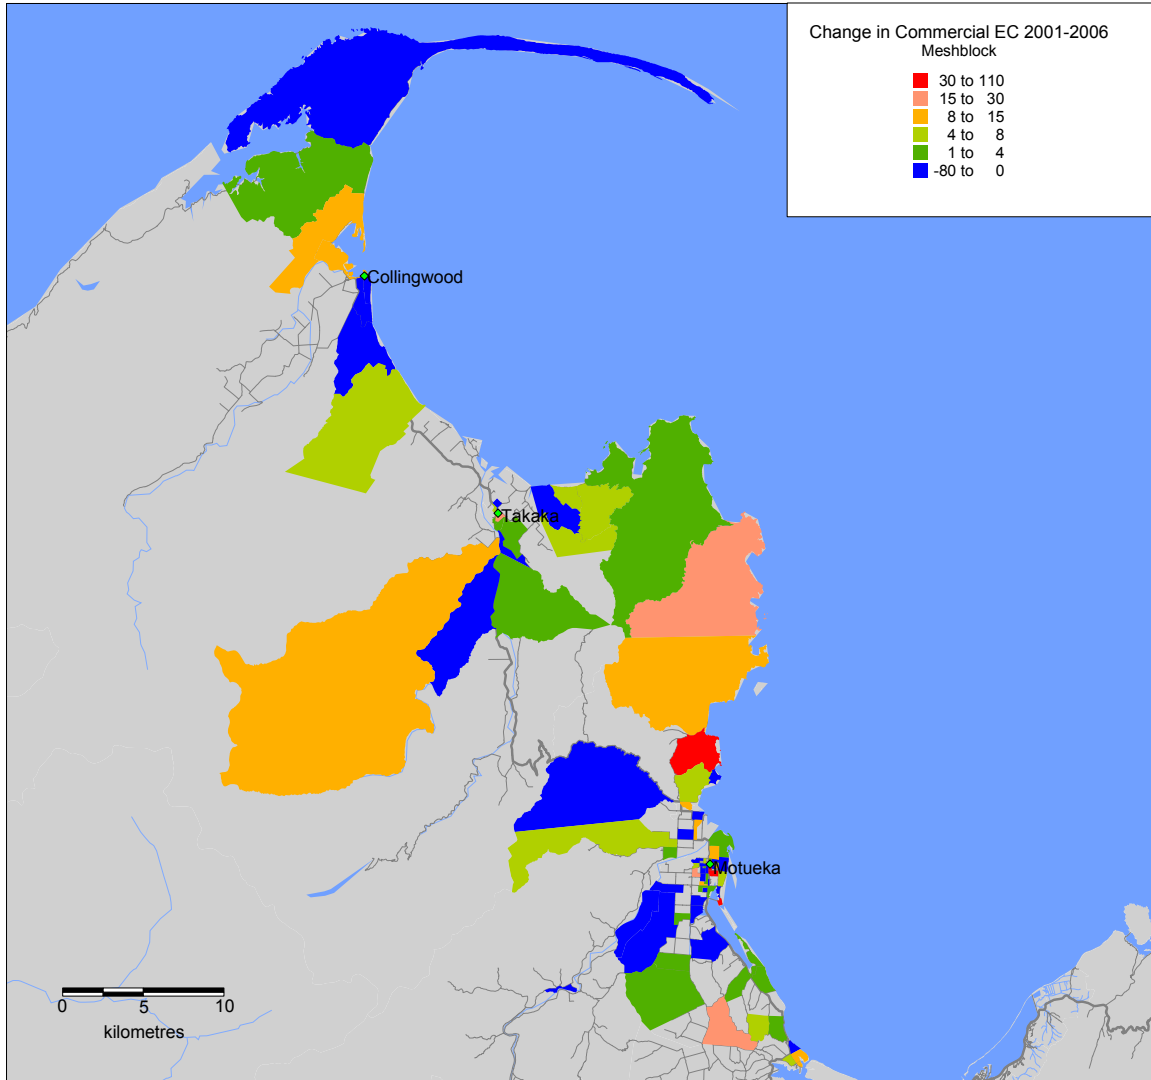 Change in Commercial EC 2001-2006
Meshblock
30 to 110
15 to 30
8 to 15
4 to 8
1 to 4
-80 to 0
Collingwood
Takaka
Motueka
0 5 10
kilometres